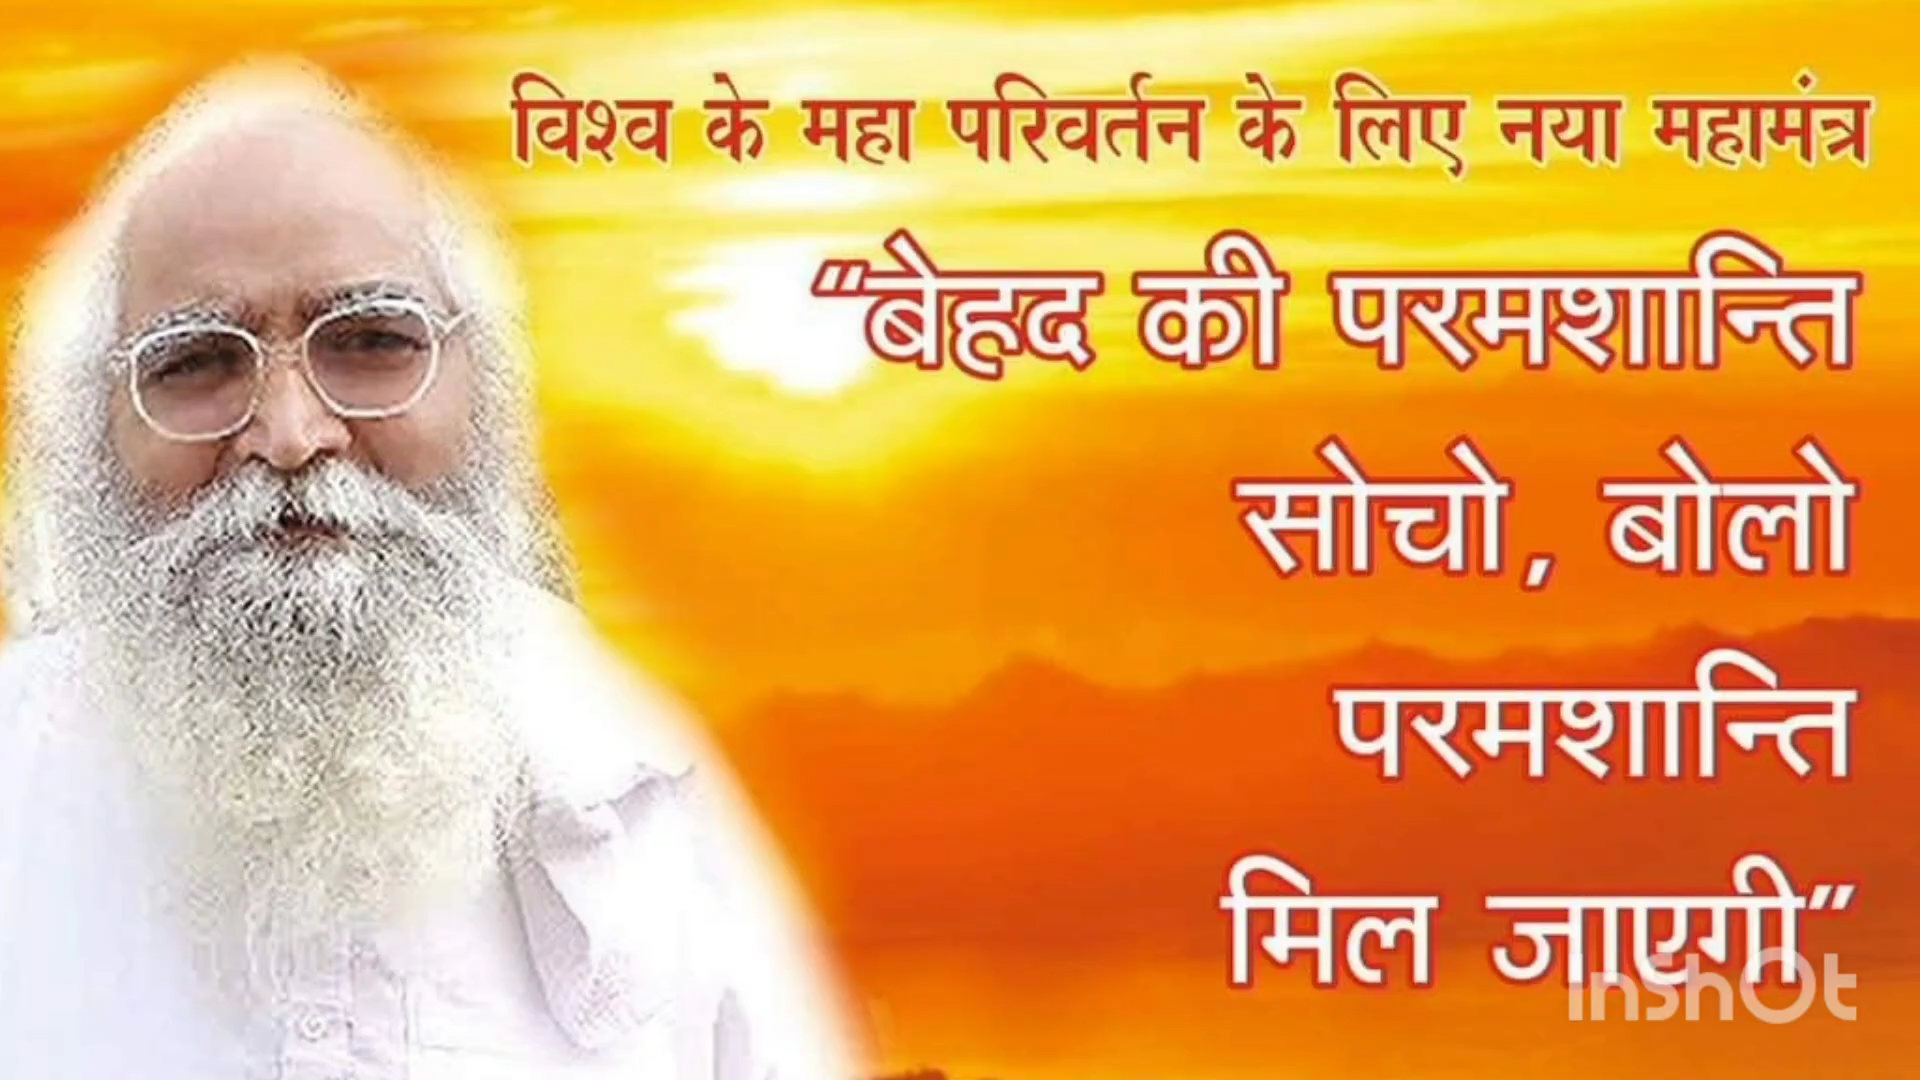 विश्व के महा परिवर्तन के लिए नया महामंत्र
“बेहद की परमशान्ति
सोचो, बोलो
परमशान्ति
मिल जाएगी”
InShOt